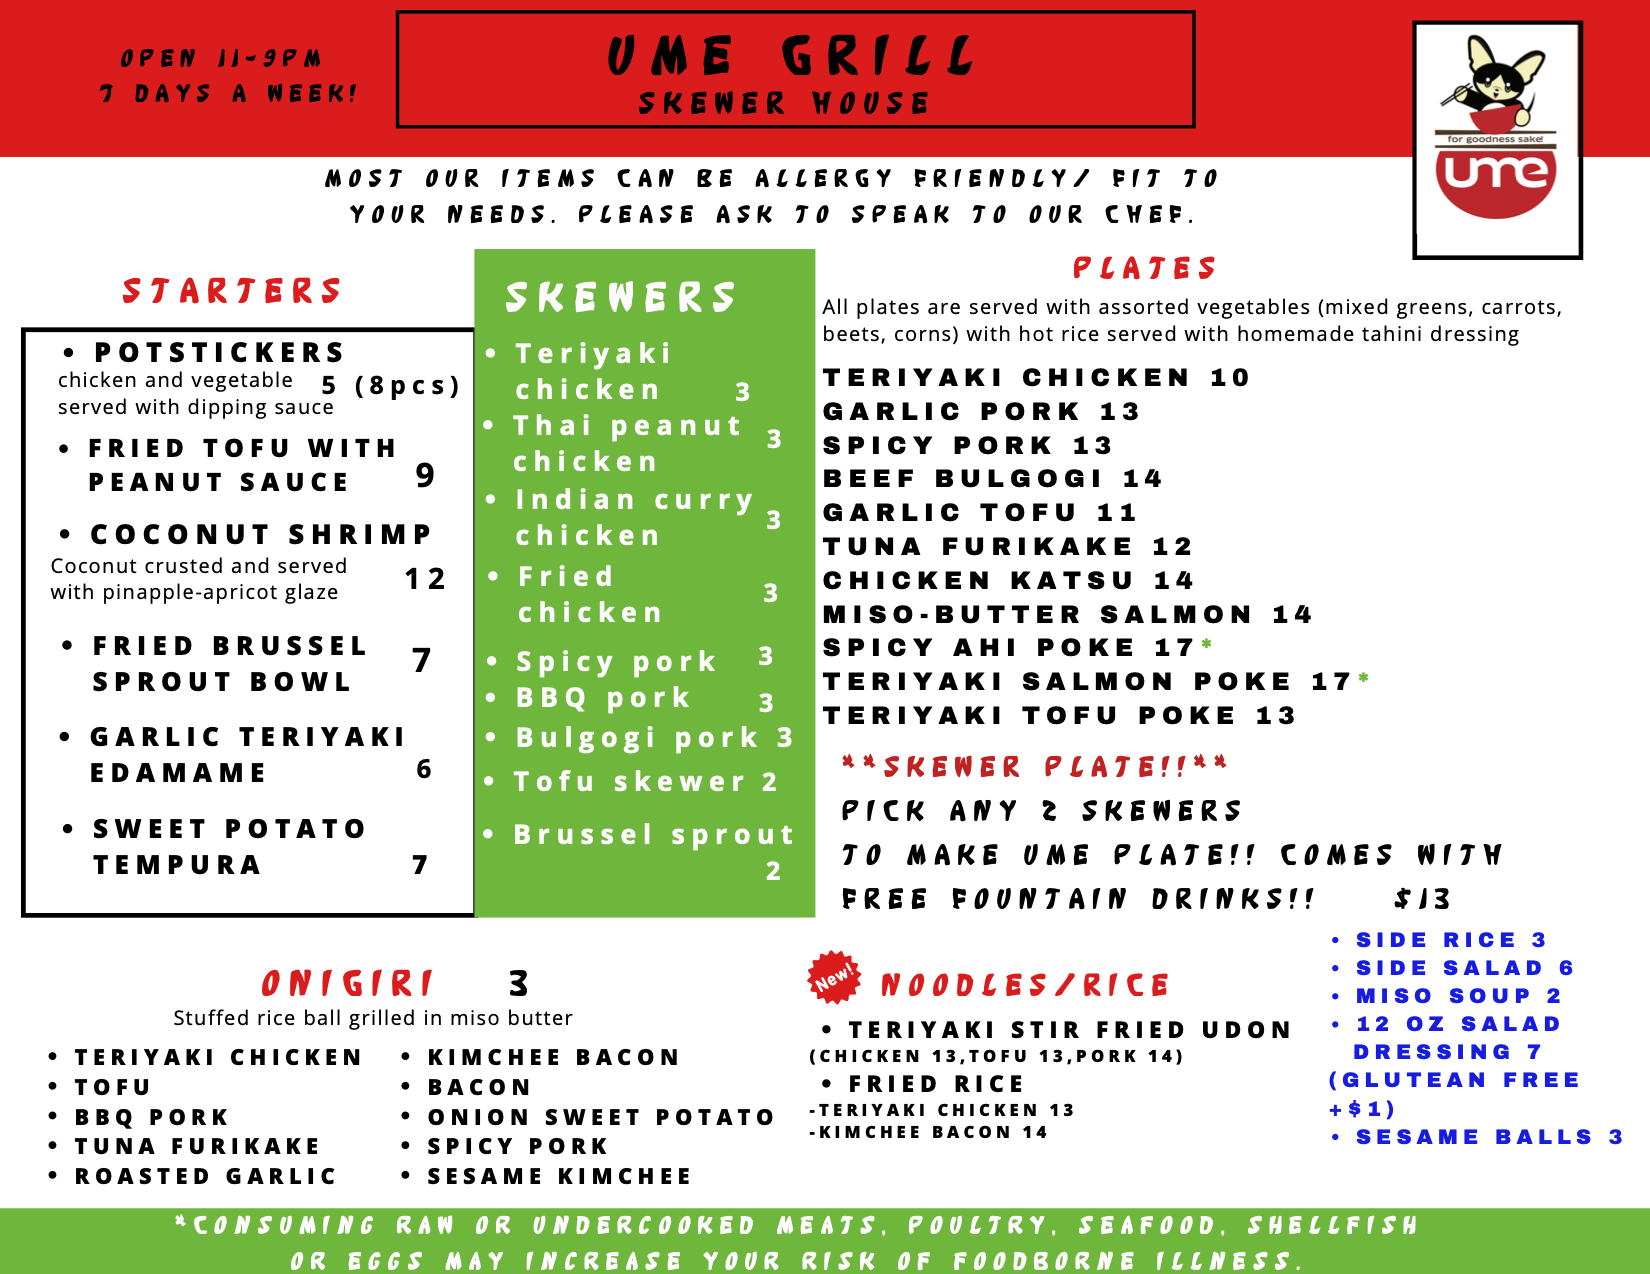 OPEN 11-9PM
7 DAYS A WEEK!
UME GRILL
SKEWER HOUSE
for goodness sake!
ume
MOST OUR ITEMS CAN BE ALLERGY FRIENDLY/ FIT TO
YOUR NEEDS. PLEASE ASK TO SPEAK TO OUR CHEF.
STARTERS
• POTSTICKERS
chicken and vegetable 5 (8pcs)
served with dipping sauce
• FRIED TOFU WITH
PEANUT SAUCE 9
• COCONUT SHRIMP
Coconut crusted and served
with pinapple-apricot glaze 12
• FRIED BRUSSEL
SPROUT BOWL 7
• GARLIC TERIYAKI
EDAMAME 6
• SWEET POTATO
TEMPURA 7
SKEWERS
• Teriyaki
chicken 3
• Thai peanut
chicken 3
• Indian curry
chicken 3
• Fried
chicken 3
• Spicy pork 3
• BBQ pork 3
• Bulgogi pork 3
• Tofu skewer 2
• Brussel sprout
2
PLATES
All plates are served with assorted vegetables (mixed greens, carrots,
beets, corns) with hot rice served with homemade tahini dressing
TERIYAKI CHICKEN 10
GARLIC PORK 13
SPICY PORK 13
BEEF BULGOGI 14
GARLIC TOFU 11
TUNA FURIKAKE 12
CHICKEN KATSU 14
MISO-BUTTER SALMON 14
SPICY AHI POKE 17*
TERIYAKI SALMON POKE 17*
TERIYAKI TOFU POKE 13
**SKEWER PLATE!!**
PICK ANY 2 SKEWERS
TO MAKE UME PLATE!! COMES WITH
FREE FOUNTAIN DRINKS!! $13
ONIGIRI 3
Stuffed rice ball grilled in miso butter
• TERIYAKI CHICKEN
• TOFU
• BBQ PORK
• TUNA FURIKAKE
• ROASTED GARLIC
• KIMCHEE BACON
• BACON
• ONION SWEET POTATO
• SPICY PORK
• SESAME KIMCHEE
New!
NOODLES/RICE
• TERIYAKI STIR FRIED UDON
(CHICKEN 13,TOFU 13,PORK 14)
• FRIED RICE
-TERIYAKI CHICKEN 13
-KIMCHEE BACON 14
• SIDE RICE 3
• SIDE SALAD 6
• MISO SOUP 2
• 12 OZ SALAD
DRESSING 7
(GLUTEAN FREE
+$1)
• SESAME BALLS 3
*CONSUMING RAW OR UNDERCOOKED MEATS, POULTRY, SEAFOOD, SHELLFISH
OR EGGS MAY INCREASE YOUR RISK OF FOODBORNE ILLNESS.